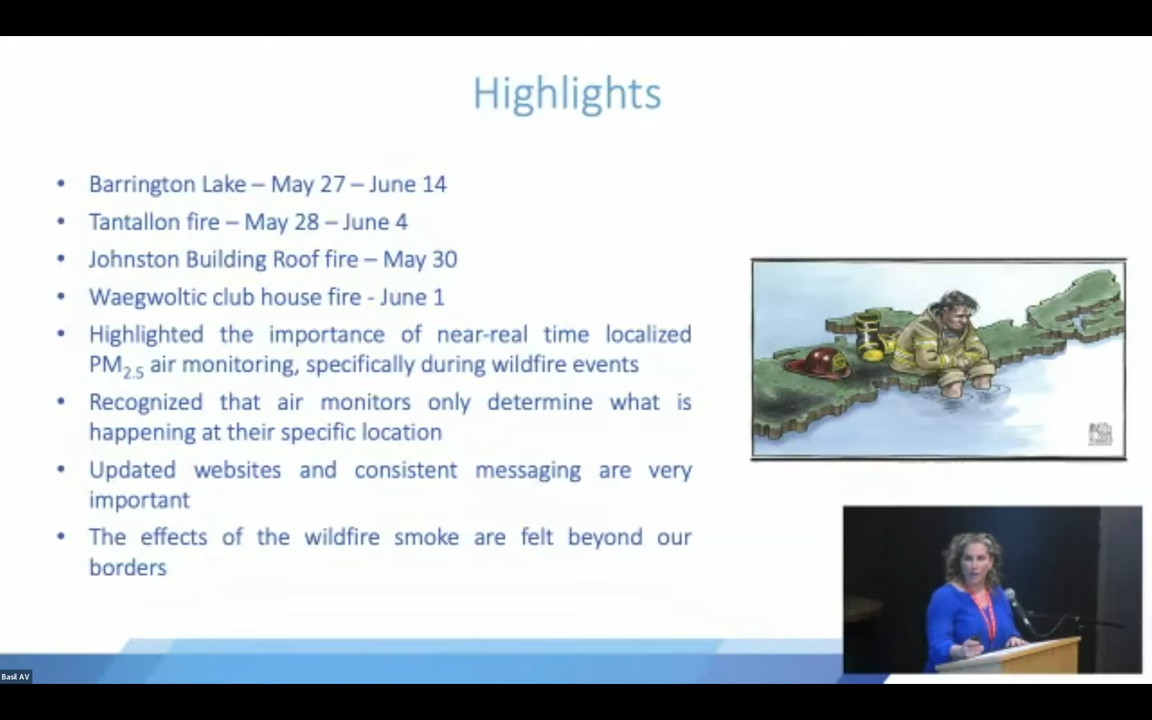 Highlights
• Barrington Lake – May 27 – June 14
• Tantallon fire – May 28 – June 4
• Johnston Building Roof fire – May 30
• Waegwoltic club house fire - June 1
• Highlighted the importance of near-real time localized
PM2.5 air monitoring, specifically during wildfire events
• Recognized that air monitors only determine what is
happening at their specific location
• Updated websites and consistent messaging are very
important
• The effects of the wildfire smoke are felt beyond our
borders
Basil AV